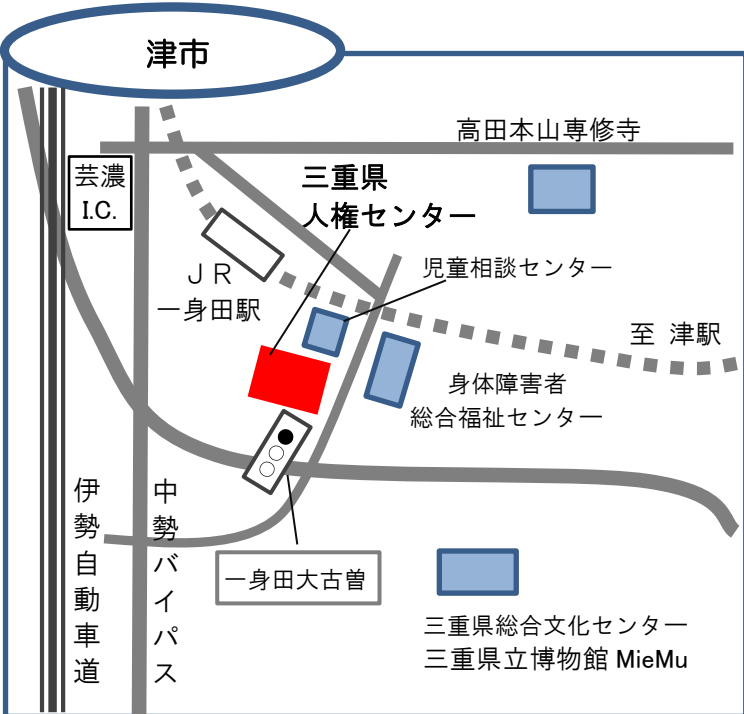 津市
高田本山専修寺
芸濃
I.C.
三重県
人権センター
児童相談センター
ＪＲ
一身田駅
至 津駅
身体障害者
総合福祉センター
伊勢自動車道
中勢バイパス
一身田大古曽
三重県総合文化センター
三重県立博物館 MieMu